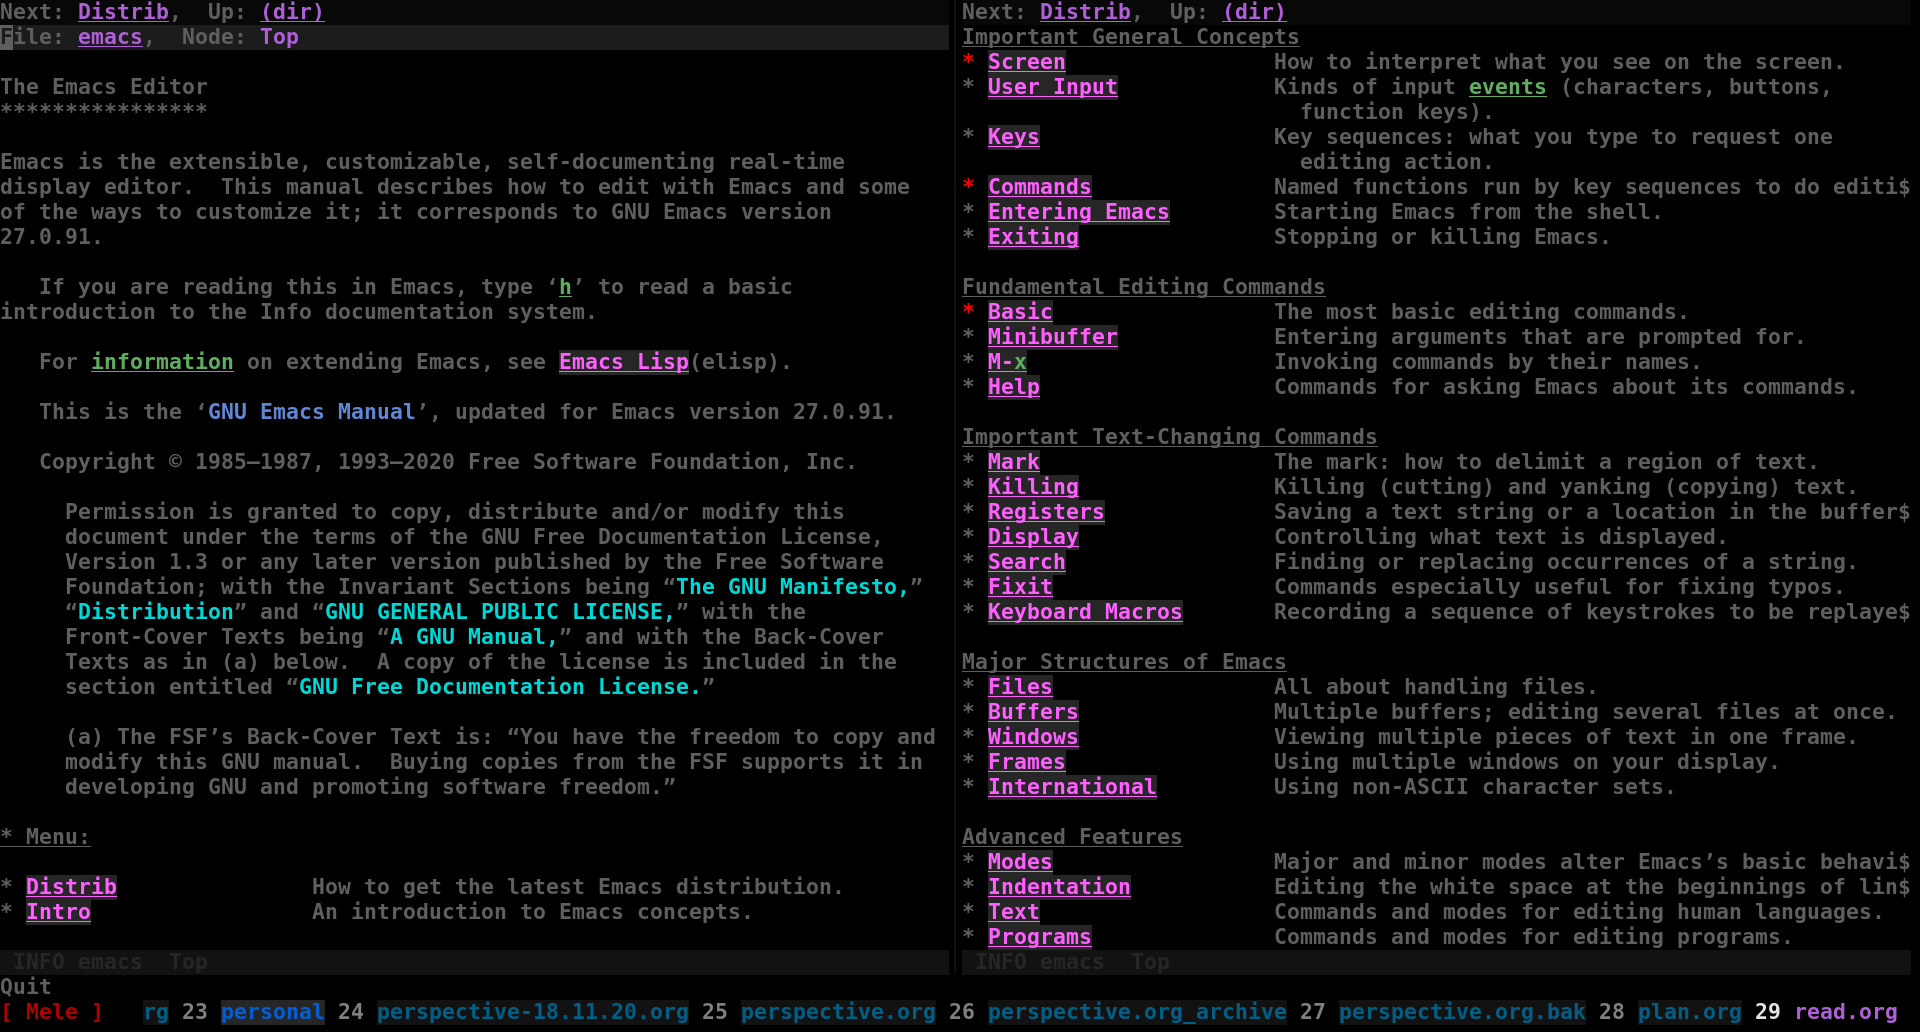 Next: Distrib,  Up: (dir)
File: emacs,  Node: Top

The Emacs Editor
****************

Emacs is the extensible, customizable, self-documenting real-time
display editor.  This manual describes how to edit with Emacs and some
of the ways to customize it; it corresponds to GNU Emacs version
27.0.91.

   If you are reading this in Emacs, type ‘h’ to read a basic
introduction to the Info documentation system.

   For information on extending Emacs, see Emacs Lisp(elisp).

   This is the ‘GNU Emacs Manual’, updated for Emacs version 27.0.91.

   Copyright © 1985–1987, 1993–2020 Free Software Foundation, Inc.

     Permission is granted to copy, distribute and/or modify this
     document under the terms of the GNU Free Documentation License,
     Version 1.3 or any later version published by the Free Software
     Foundation; with the Invariant Sections being “The GNU Manifesto,”
     “Distribution” and “GNU GENERAL PUBLIC LICENSE,” with the
     Front-Cover Texts being “A GNU Manual,” and with the Back-Cover
     Texts as in (a) below.  A copy of the license is included in the
     section entitled “GNU Free Documentation License.”

     (a) The FSF’s Back-Cover Text is: “You have the freedom to copy and
     modify this GNU manual.  Buying copies from the FSF supports it in
     developing GNU and promoting software freedom.”

* Menu:

* Distrib               How to get the latest Emacs distribution.
* Intro                 An introduction to Emacs concepts.

 INFO emacs  Top
Next: Distrib,  Up: (dir)
Important General Concepts
* Screen                How to interpret what you see on the screen.
* User Input            Kinds of input events (characters, buttons,
                          function keys).
* Keys                  Key sequences: what you type to request one
                          editing action.
* Commands              Named functions run by key sequences to do editi$
* Entering Emacs        Starting Emacs from the shell.
* Exiting               Stopping or killing Emacs.

Fundamental Editing Commands
* Basic                 The most basic editing commands.
* Minibuffer            Entering arguments that are prompted for.
* M-x                   Invoking commands by their names.
* Help                  Commands for asking Emacs about its commands.

Important Text-Changing Commands
* Mark                  The mark: how to delimit a region of text.
* Killing               Killing (cutting) and yanking (copying) text.
* Registers             Saving a text string or a location in the buffer$
* Display               Controlling what text is displayed.
* Search                Finding or replacing occurrences of a string.
* Fixit                 Commands especially useful for fixing typos.
* Keyboard Macros       Recording a sequence of keystrokes to be replaye$

Major Structures of Emacs
* Files                 All about handling files.
* Buffers               Multiple buffers; editing several files at once.
* Windows               Viewing multiple pieces of text in one frame.
* Frames                Using multiple windows on your display.
* International         Using non-ASCII character sets.

Advanced Features
* Modes                 Major and minor modes alter Emacs’s basic behavi$
* Indentation           Editing the white space at the beginnings of lin$
* Text                  Commands and modes for editing human languages.
* Programs              Commands and modes for editing programs.
 INFO emacs  Top
Quit
[ Mele ]   rg 23 personal 24 perspective-18.11.20.org 25 perspective.org 26 perspective.org_archive 27 perspective.org.bak 28 plan.org 29 read.org